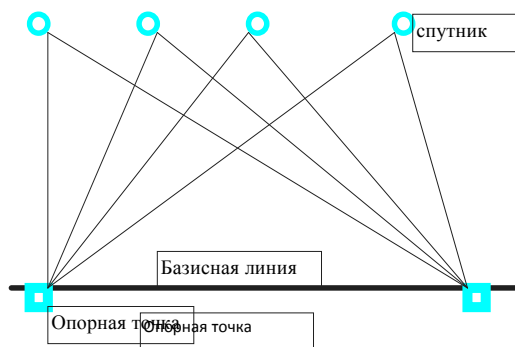 спутник
Базисная линия
Опорная точка
Опорная точка